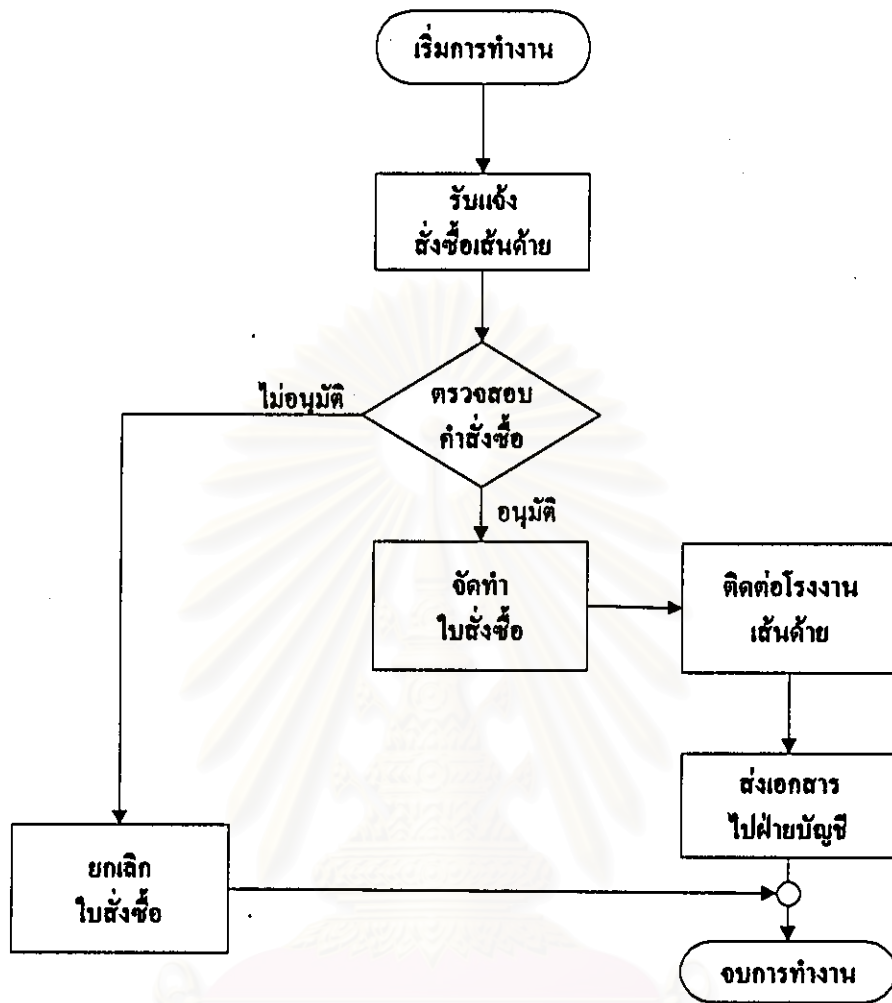 เริ่มการทำงาน
รับแจ้ง
สั่งซื้อเส้นด้าย
ไม่อนุมัติ
ตรวจสอบ
คำสั่งซื้อ
อนุมัติ
จัดทำ
ใบสั่งซื้อ
ติดต่อโรงงาน
เส้นด้าย
ส่งเอกสาร
ไปฝ่ายบัญชี
ยกเลิก
ใบสั่งซื้อ
จบการทำงาน